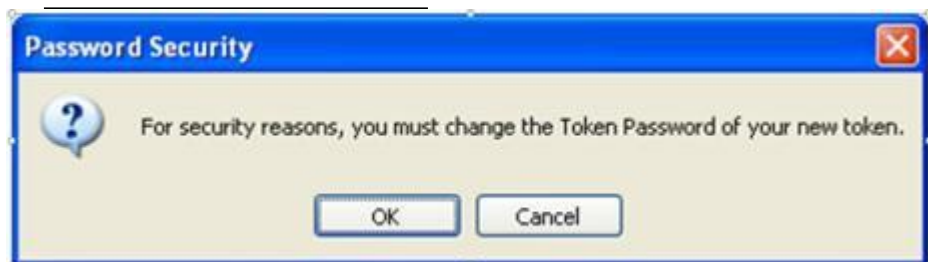 Password Security
For security reasons, you must change the Token Password of your new token.
OK
Cancel